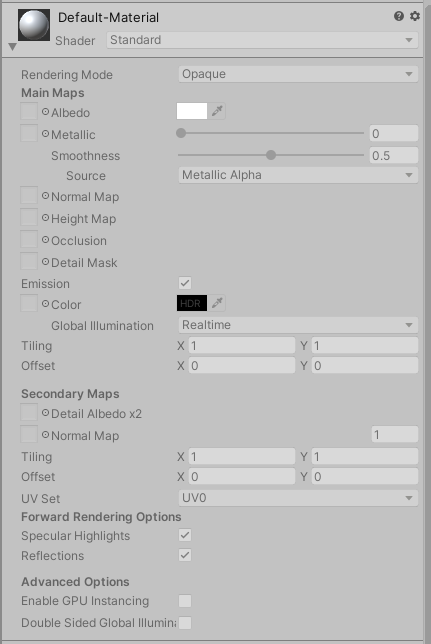 Default-Material
Shader Standard
Rendering Mode Opaque
Main Maps
Albedo
Metallic 0
Smoothness 0.5
Source Metallic Alpha
Normal Map
Height Map
Occlusion
Detail Mask
Emission
Color HDR
Global Illumination Realtime
Tiling X 1 Y 1
Offset X 0 Y 0
Secondary Maps
Detail Albedo x2
Normal Map 1
Tiling X 1 Y 1
Offset X 0 Y 0
UV Set UV0
Forward Rendering Options
Specular Highlights
Reflections
Advanced Options
Enable GPU Instancing
Double Sided Global Illumina